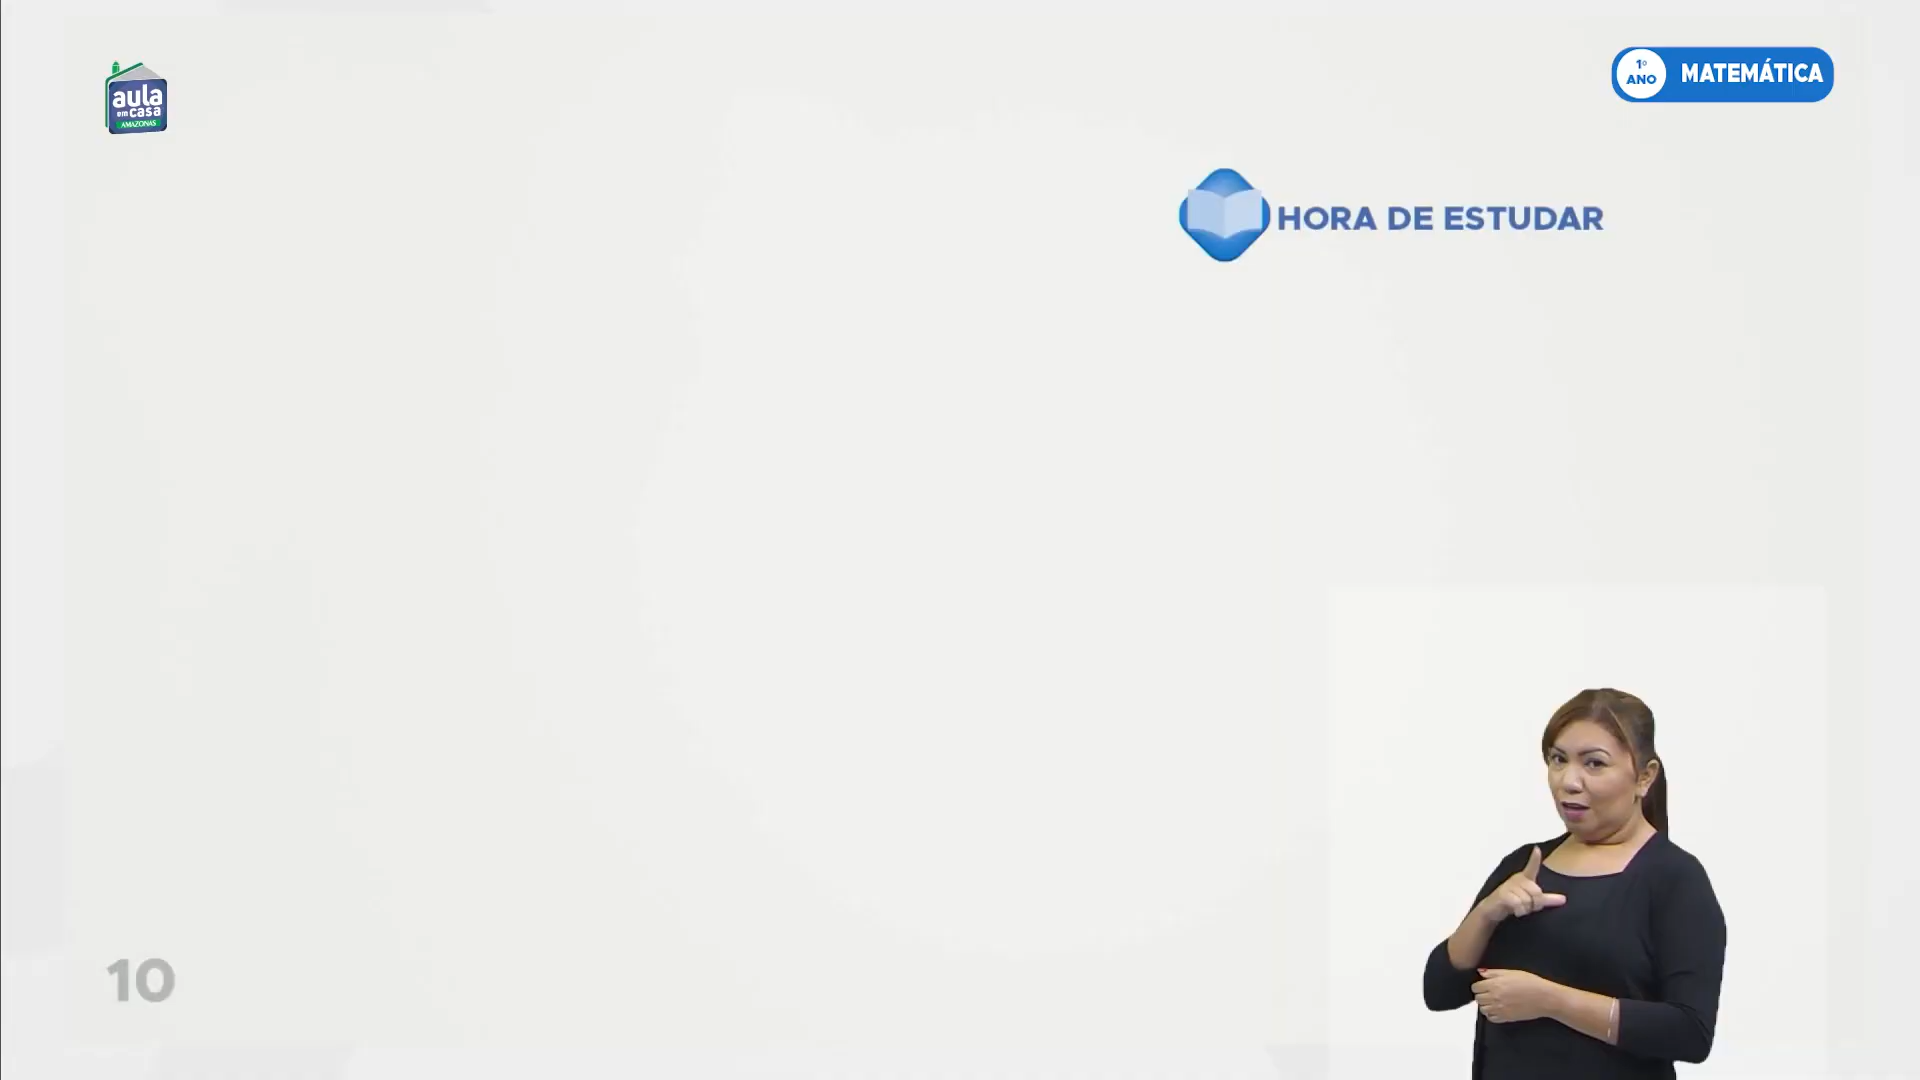 aula
em casa
AMAZONAS
1º
ANO
MATEMÁTICA
HORA DE ESTUDAR
10